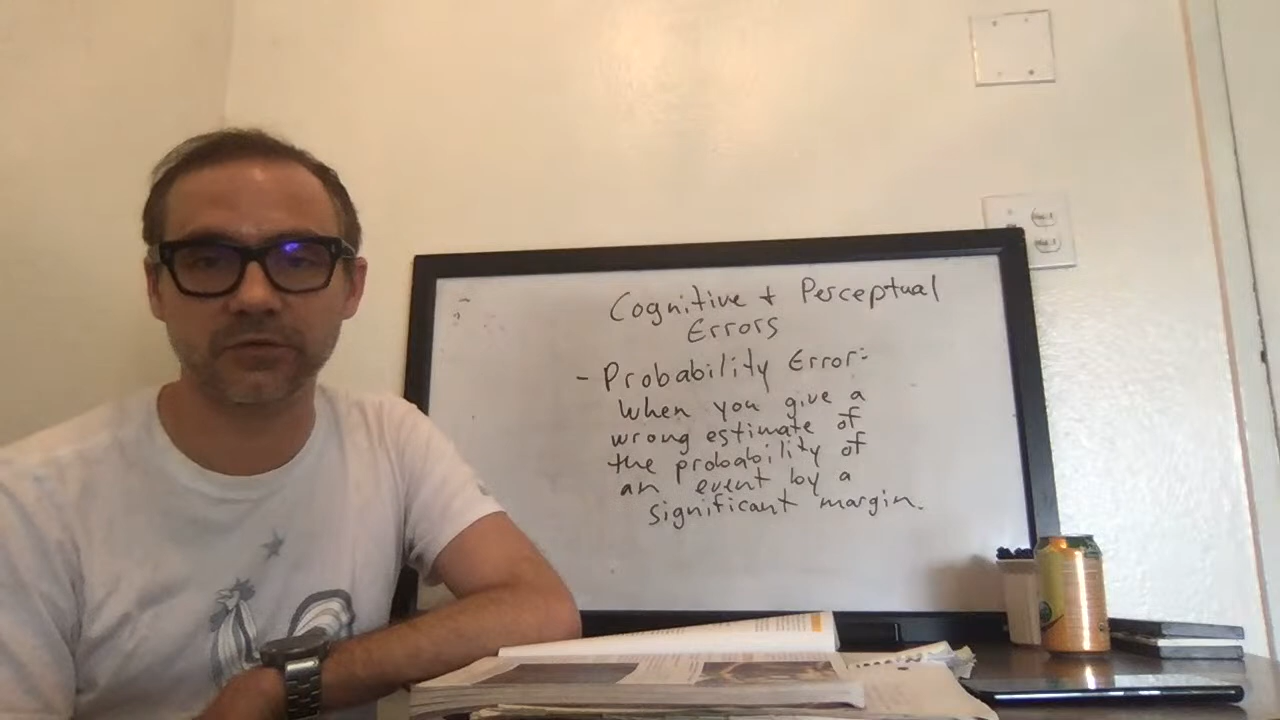 Cognitive + Perceptual
Errors
- Probability Error:
When you give a
wrong estimate of
the probability of
an event by a
significant margin.